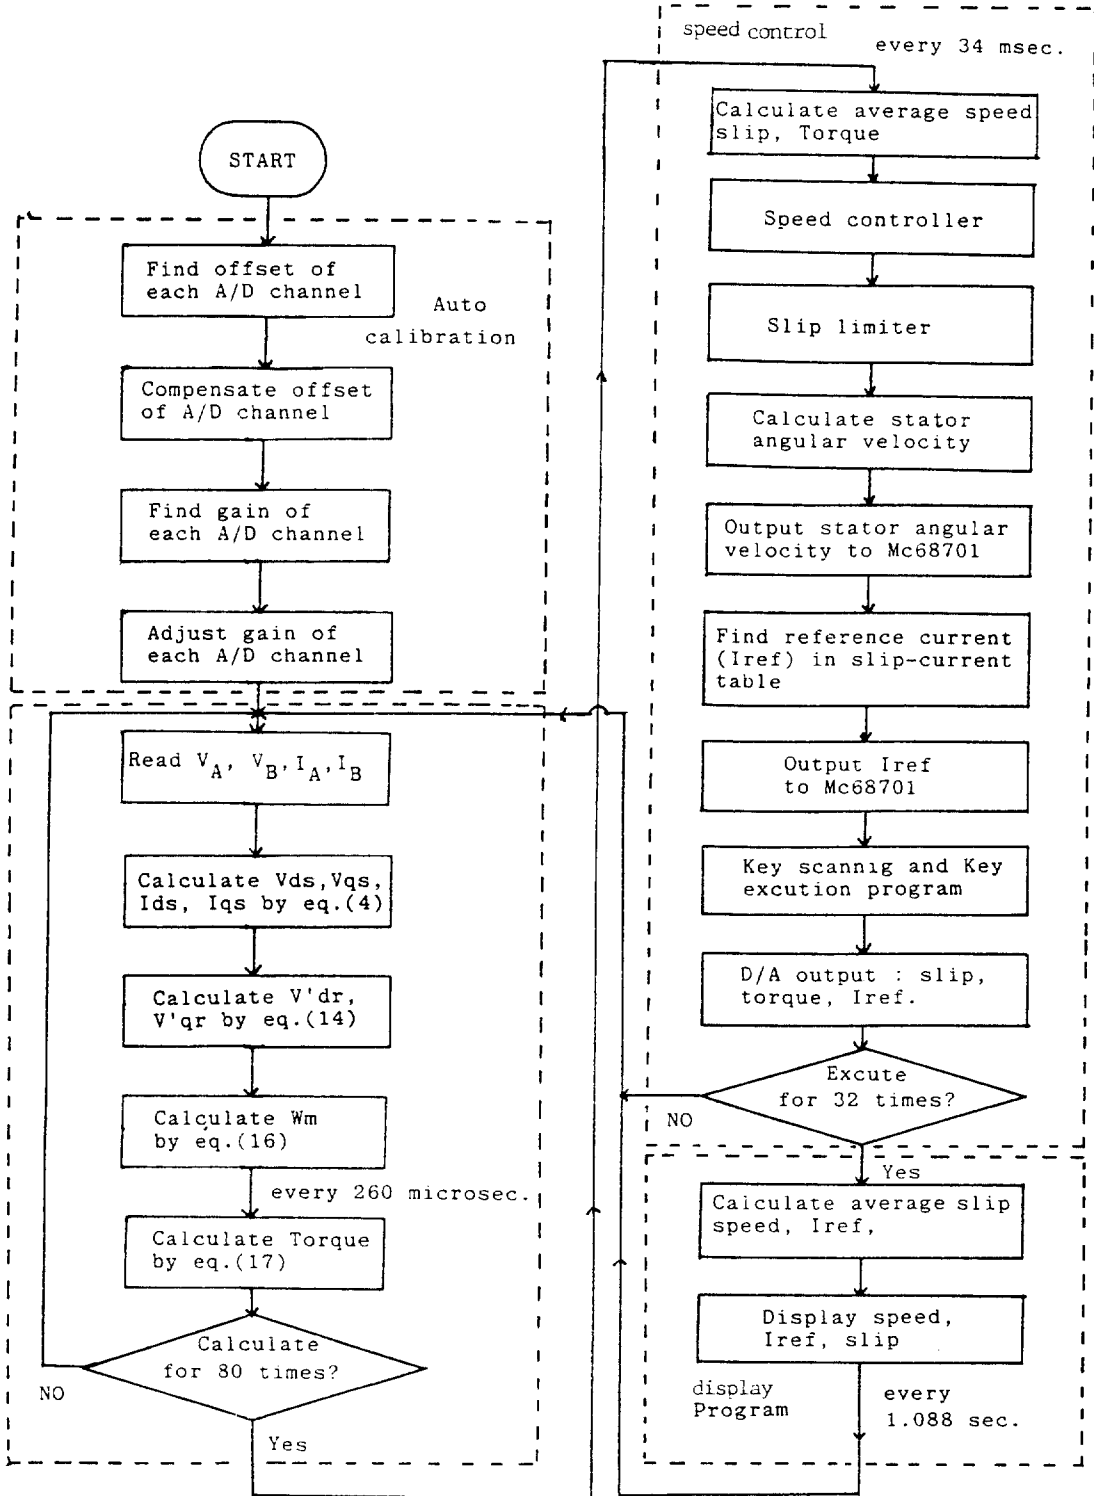 START
Find offset of
each A/D channel
Auto
calibration
Compensate offset
of A/D channel
Find gain of
each A/D channel
Adjust gain of
each A/D channel
Read VA, VB, IA, IB
Calculate Vds,Vqs,
Ids, Iqs by eq.(4)
Calculate V'dr,
V'qr by eq.(14)
Calculate Wm
by eq.(16)
every 260 microsec.
Calculate Torque
by eq.(17)
Calculate
for 80 times?
NO
Yes
speed control
every 34 msec.
Calculate average speed
slip, Torque
Speed controller
Slip limiter
Calculate stator
angular velocity
Output stator angular
velocity to Mc68701
Find reference current
(Iref) in slip-current
table
Output Iref
to Mc68701
Key scannig and Key
excution program
D/A output : slip,
torque, Iref.
Excute
for 32 times?
NO
Yes
Calculate average slip
speed, Iref,
Display speed,
Iref, slip
display
Program
every
1.088 sec.